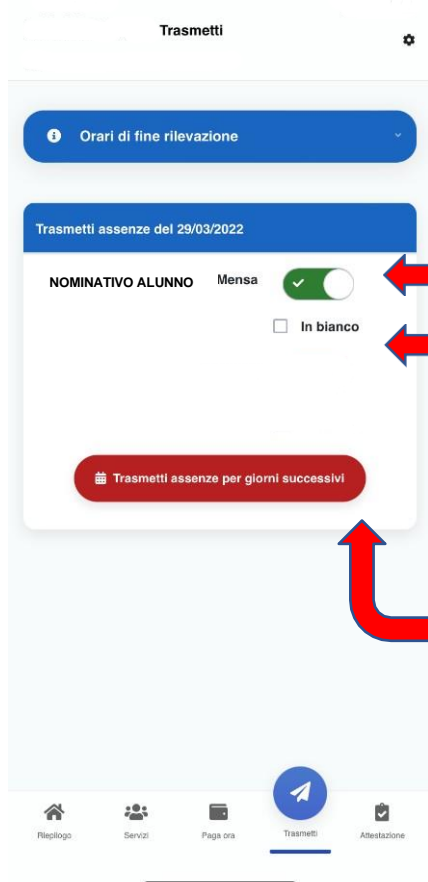 Trasmetti
Orari di fine rilevazione
Trasmetti assenze del 29/03/2022
NOMINATIVO ALUNNO Mensa
In bianco
Trasmetti assenze per giorni successivi
Riepilogo Servizi Paga ora Trasmetti Attestazione